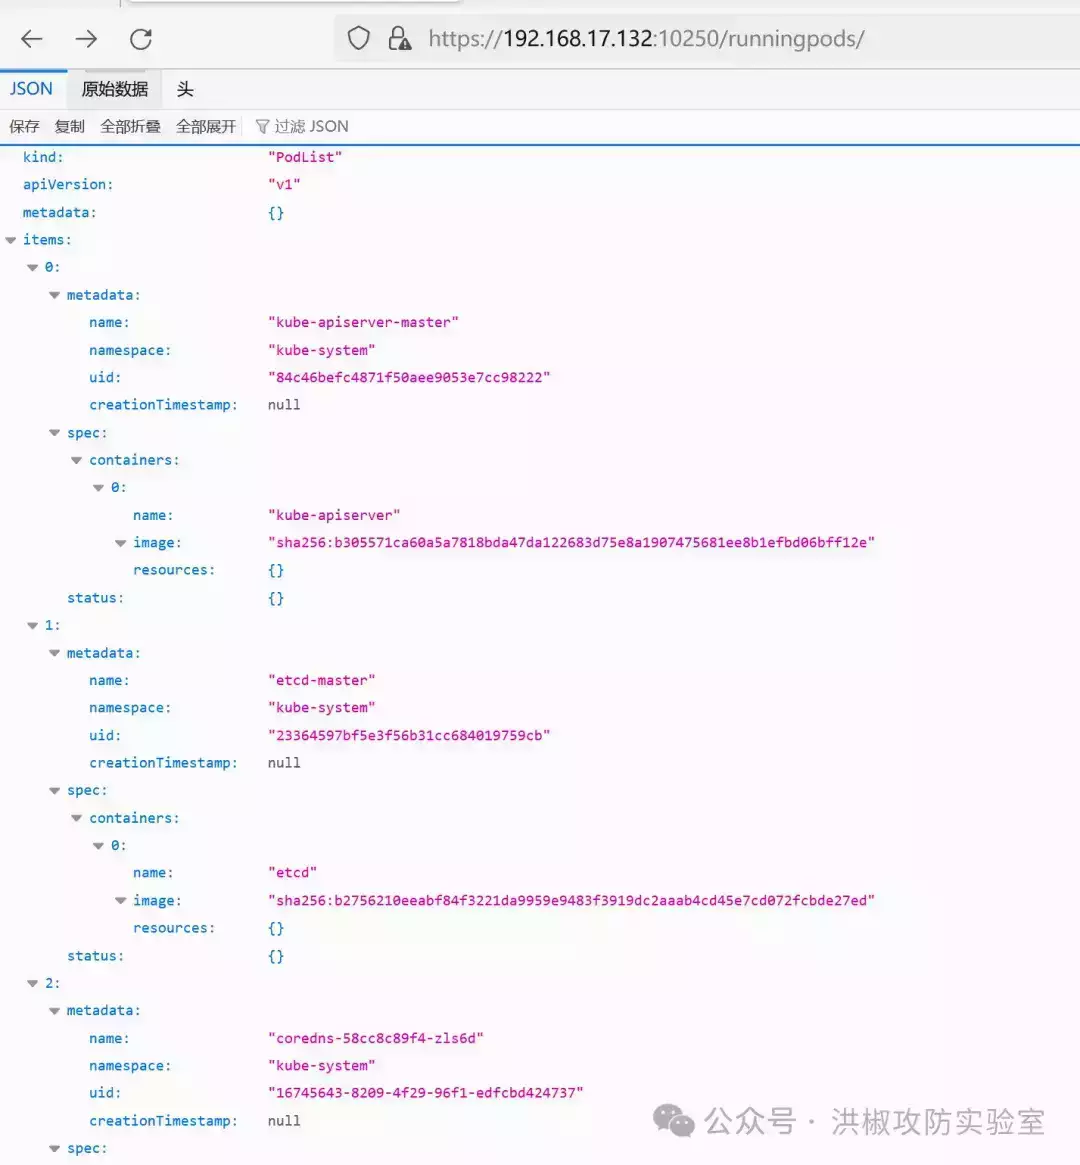 https://192.168.17.132:10250/runningpods/
JSON 原始数据 头
保存 复制 全部折叠 全部展开 过滤 JSON
kind: "PodList"
apiVersion: "v1"
metadata: {}
items:
0:
metadata:
name: "kube-apiserver-master"
namespace: "kube-system"
uid: "84c46befc4871f50aee9053e7cc98222"
creationTimestamp: null
spec:
containers:
0:
name: "kube-apiserver"
image: "sha256:b305571ca60a5a7818bda47da122683d75e8a1907475681ee8b1efbd06bff12e"
resources: {}
status: {}
1:
metadata:
name: "etcd-master"
namespace: "kube-system"
uid: "23364597bf5e3f56b31cc684019759cb"
creationTimestamp: null
spec:
containers:
0:
name: "etcd"
image: "sha256:b2756210eeabf84f3221da9959e9483f3919dc2aaab4cd45e7cd072fcbde27ed"
resources: {}
status: {}
2:
metadata:
name: "coredns-58cc8c89f4-zls6d"
namespace: "kube-system"
uid: "16745643-8209-4f29-96f1-edfcbd424737"
creationTimestamp: null
spec:
公众号 · 洪椒攻防实验室